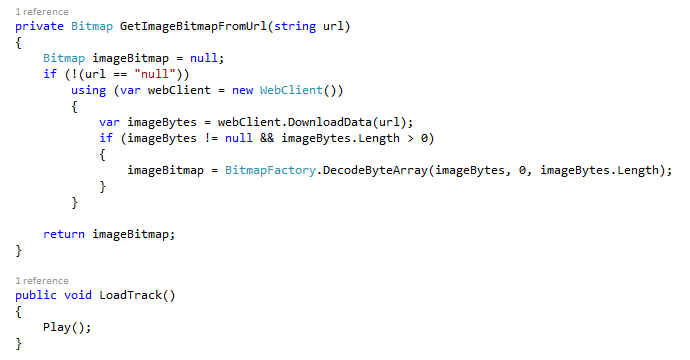 1 reference
private Bitmap GetImageBitmapFromUrl(string url)
{
    Bitmap imageBitmap = null;
    if (!(url == "null"))
        using (var webClient = new WebClient())
        {
            var imageBytes = webClient.DownloadData(url);
            if (imageBytes != null && imageBytes.Length > 0)
            {
                imageBitmap = BitmapFactory.DecodeByteArray(imageBytes, 0, imageBytes.Length);
            }
        }

    return imageBitmap;
}

1 reference
public void LoadTrack()
{
    Play();
}